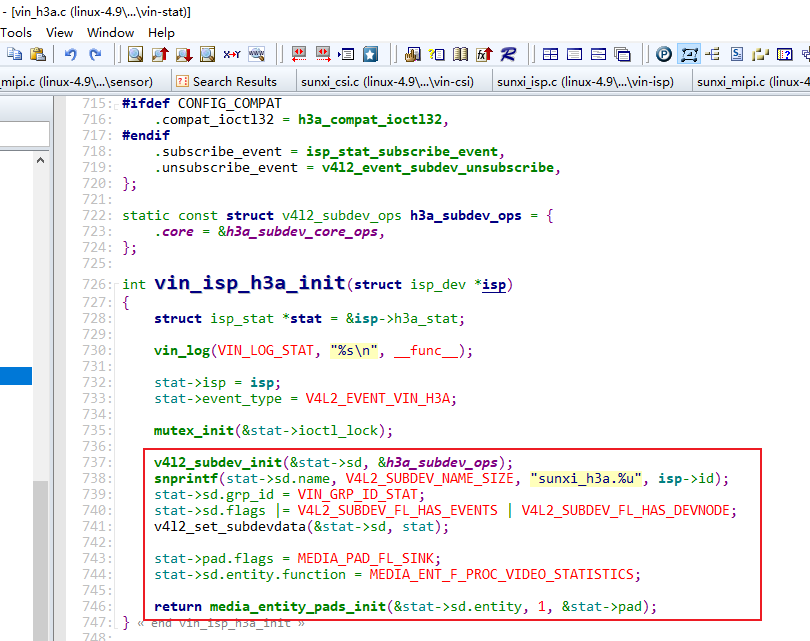 - [vin_h3a.c (linux-4.9\...\vin-stat)]
Tools View Window Help
_mipi.c (linux-4.9\...\sensor) Search Results sunxi_csi.c (linux-4.9\...\vin-csi) sunxi_isp.c (linux-4.9\...\vin-isp) sunxi_mipi.c (linux-4
715: #ifdef CONFIG_COMPAT
716: .compat_ioctl32 = h3a_compat_ioctl32,
717: #endif
718: .subscribe_event = isp_stat_subscribe_event,
719: .unsubscribe_event = v4l2_event_subdev_unsubscribe,
720: };
721:
722: static const struct v4l2_subdev_ops h3a_subdev_ops = {
723: .core = &h3a_subdev_core_ops,
724: };
725:
726: int vin_isp_h3a_init(struct isp_dev *isp)
727: {
728: struct isp_stat *stat = &isp->h3a_stat;
729:
730: vin_log(VIN_LOG_STAT, "%s\n", __func__);
731:
732: stat->isp = isp;
733: stat->event_type = V4L2_EVENT_VIN_H3A;
734:
735: mutex_init(&stat->ioctl_lock);
736:
737: v4l2_subdev_init(&stat->sd, &h3a_subdev_ops);
738: snprintf(stat->sd.name, V4L2_SUBDEV_NAME_SIZE, "sunxi_h3a.%u", isp->id);
739: stat->sd.grp_id = VIN_GRP_ID_STAT;
740: stat->sd.flags |= V4L2_SUBDEV_FL_HAS_EVENTS | V4L2_SUBDEV_FL_HAS_DEVNODE;
741: v4l2_set_subdevdata(&stat->sd, stat);
742:
743: stat->pad.flags = MEDIA_PAD_FL_SINK;
744: stat->sd.entity.function = MEDIA_ENT_F_PROC_VIDEO_STATISTICS;
745:
746: return media_entity_pads_init(&stat->sd.entity, 1, &stat->pad);
747: } « end vin_isp_h3a_init »
748: